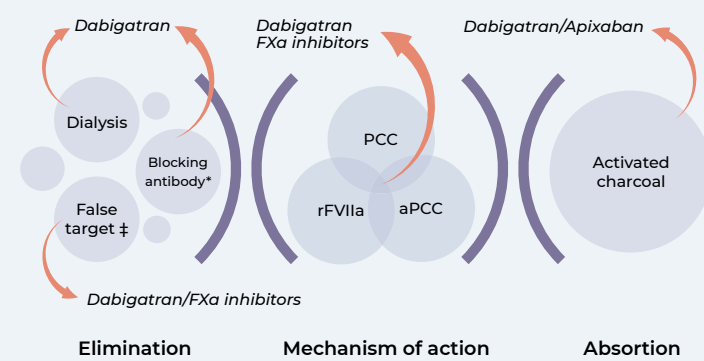 Dabigatran
Dialysis
Blocking
antibody*
False
target ‡
Dabigatran/FXa inhibitors
Elimination
Dabigatran
FXa inhibitors
PCC
rFVIIa
aPCC
Mechanism of action
Dabigatran/Apixaban
Activated
charcoal
Absortion